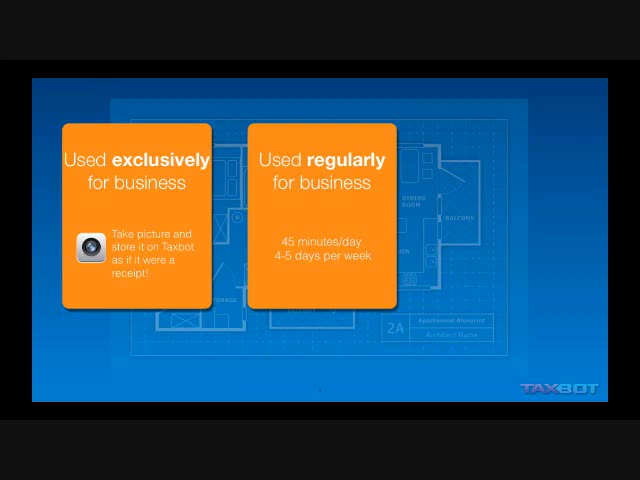 Used exclusively
for business
Take picture and
store it on Taxbot
as if it were a
receipt!
Used regularly
for business
45 minutes/day
4-5 days per week
DINING
ROOM
BALCONY
STORAGE
2A
Apartament Blueprint
Architect Name
TAXBOT